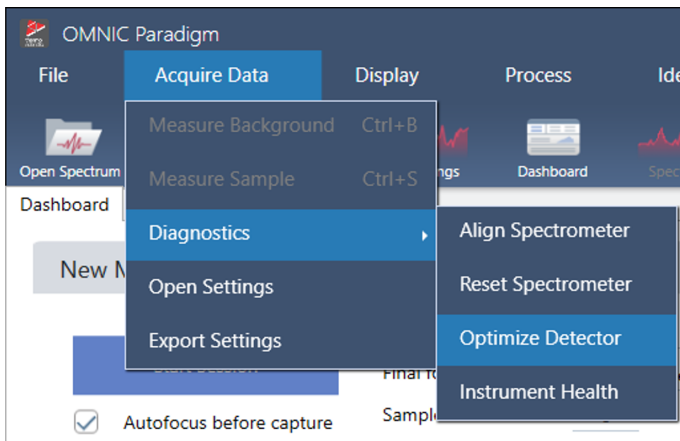 OMNIC Paradigm
File Acquire Data Display Process
Measure Background Ctrl+B
Measure Sample Ctrl+S
Open Spectrum Dashboard
Dashboard
Diagnostics Align Spectrometer
New
Open Settings Reset Spectrometer
Export Settings Optimize Detector
Instrument Health
Autofocus before capture